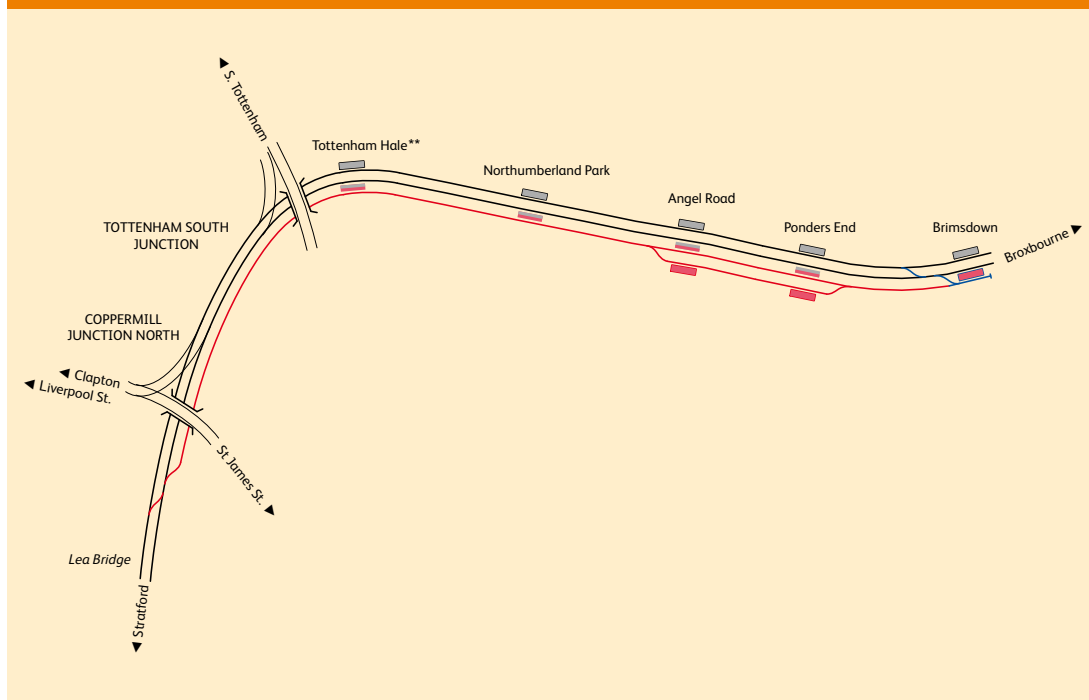 S. Tottenham
Tottenham Hale**
Northumberland Park
Angel Road
Ponders End
Brimsdown
Broxbourne
TOTTENHAM SOUTH
JUNCTION
COPPERMILL
JUNCTION NORTH
Clapton
Liverpool St.
St James St.
Lea Bridge
Stratford